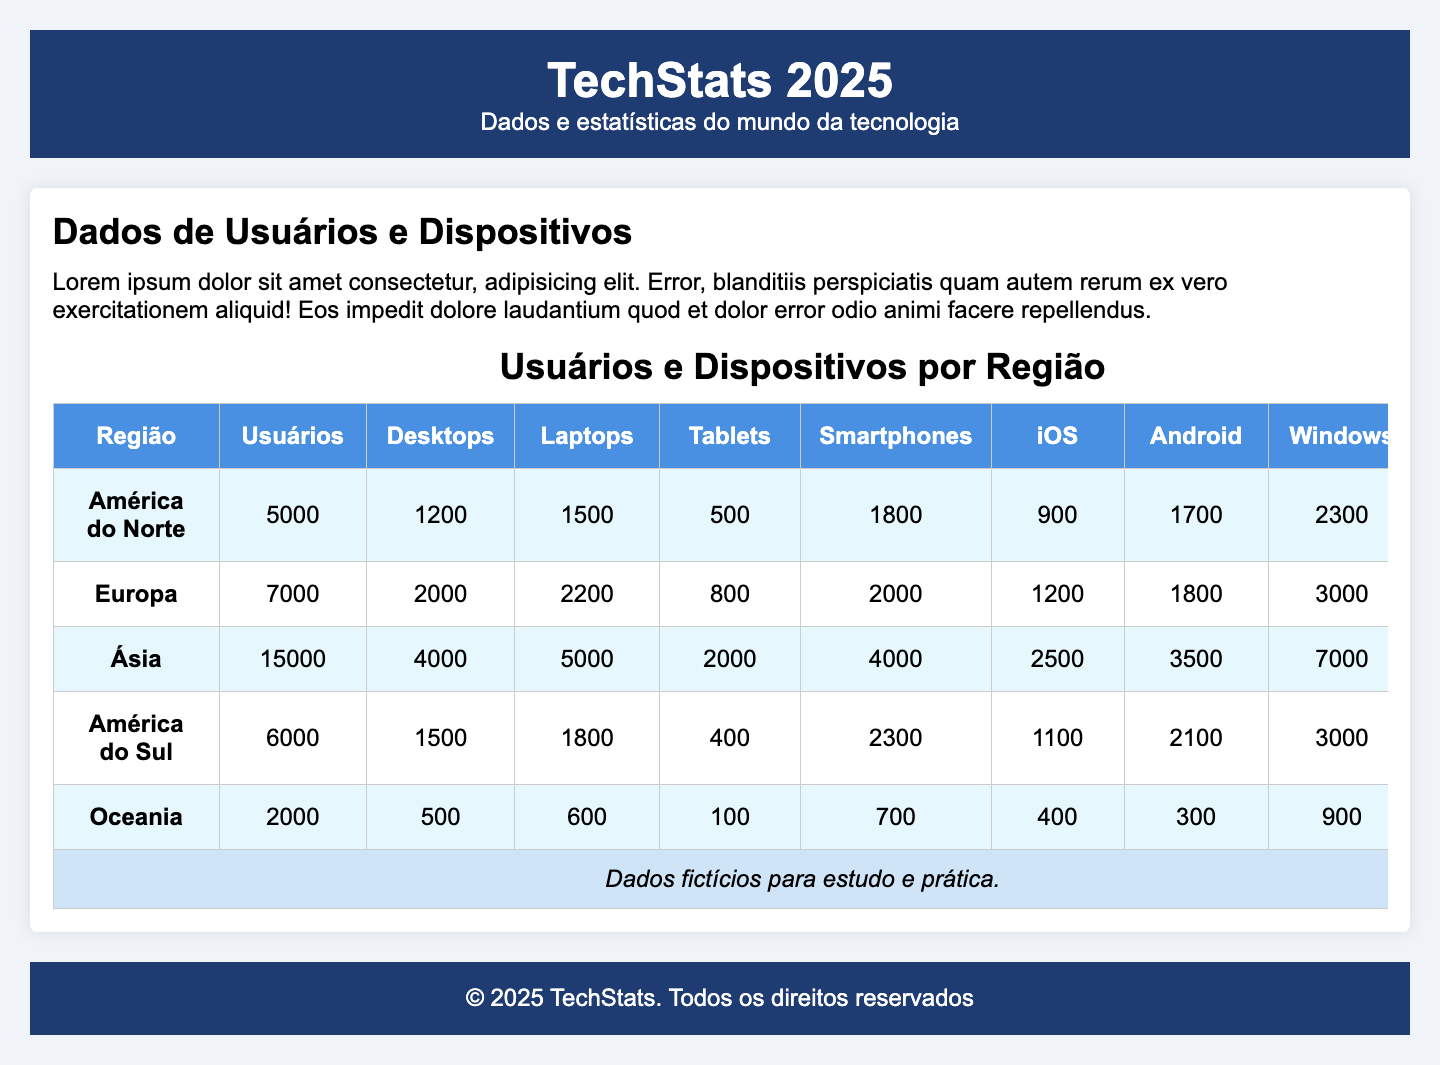 TechStats 2025
Dados e estatísticas do mundo da tecnologia
Dados de Usuários e Dispositivos
Lorem ipsum dolor sit amet consectetur, adipisicing elit. Error, blanditiis perspiciatis quam autem rerum ex vero
exercitationem aliquid! Eos impedit dolore laudantium quod et dolor error odio animi facere repellendus.
Usuários e Dispositivos por Região
Região Usuários Desktops Laptops Tablets Smartphones iOS Android Windows
América
do Norte 5000 1200 1500 500 1800 900 1700 2300
Europa 7000 2000 2200 800 2000 1200 1800 3000
Ásia 15000 4000 5000 2000 4000 2500 3500 7000
América
do Sul 6000 1500 1800 400 2300 1100 2100 3000
Oceania 2000 500 600 100 700 400 300 900
Dados fictícios para estudo e prática.
© 2025 TechStats. Todos os direitos reservados